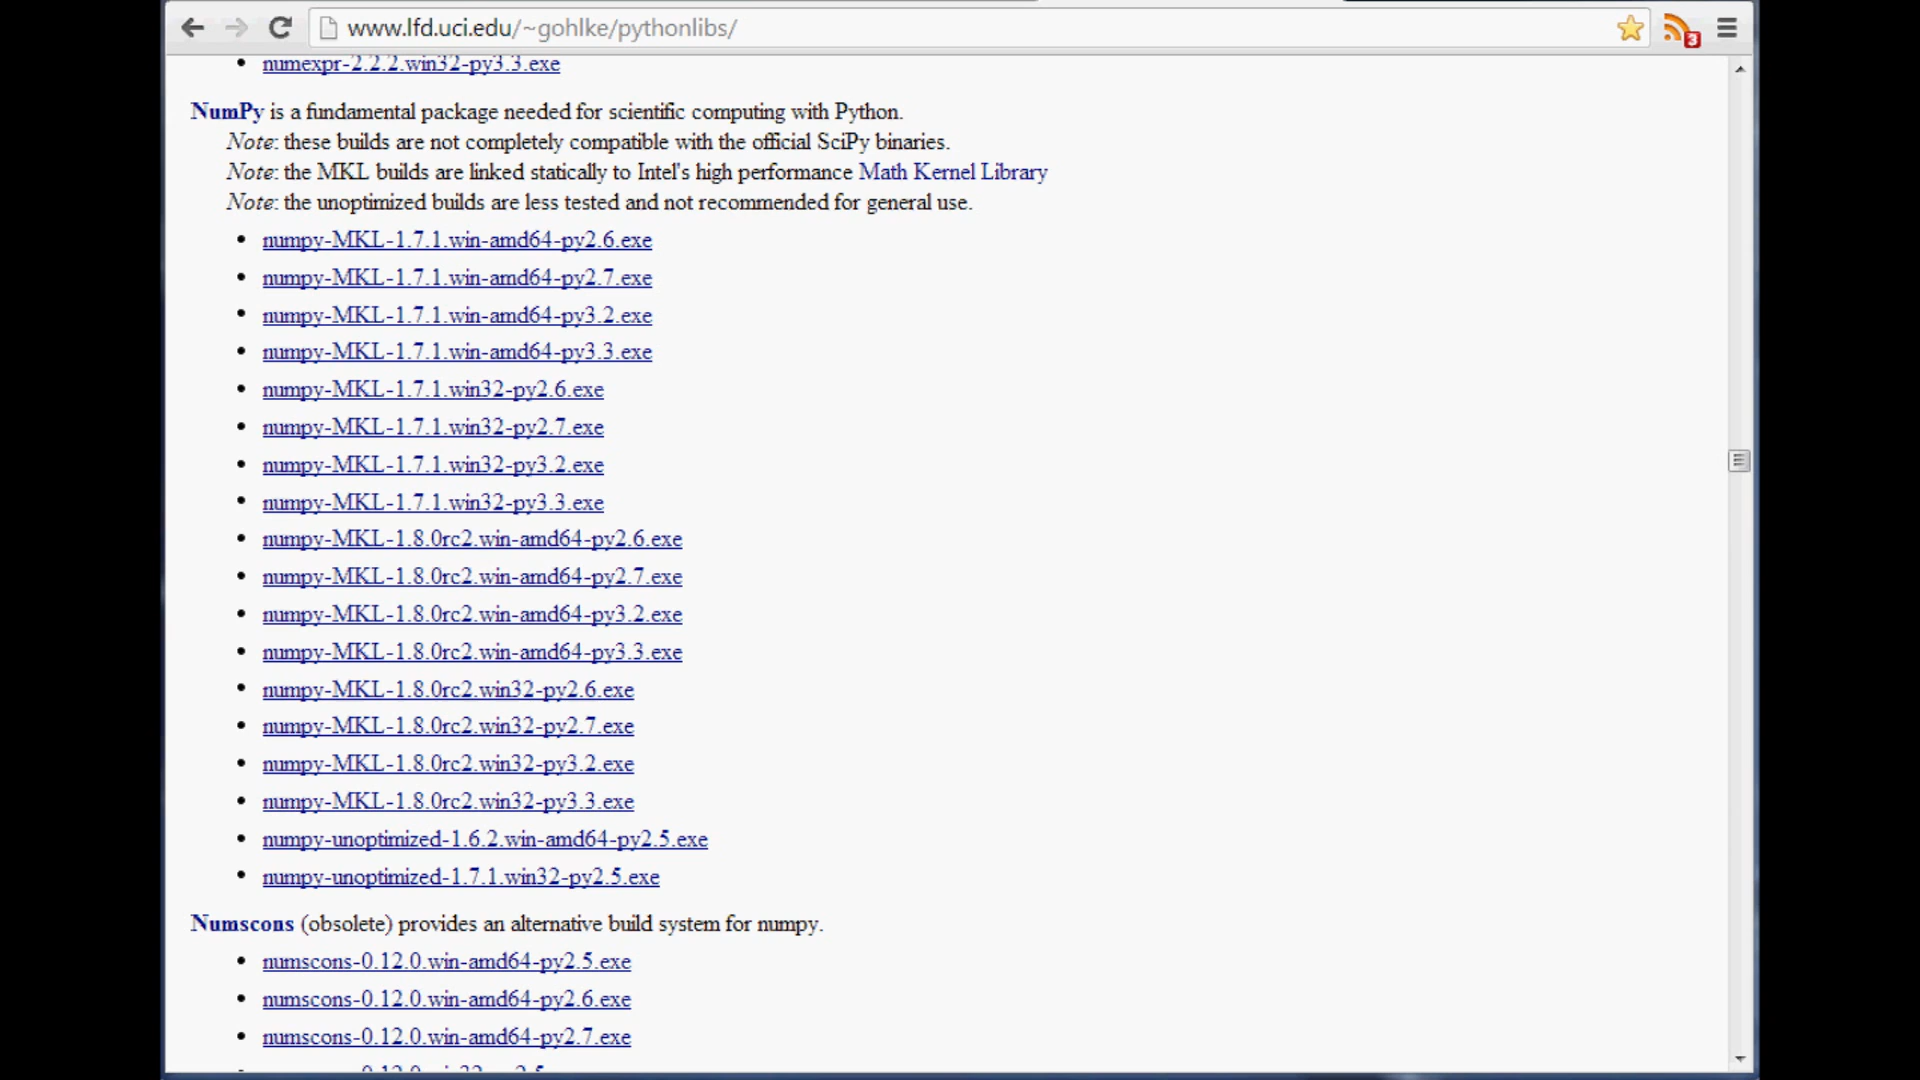 www.lfd.uci.edu/~gohlke/pythonlibs/
3
numexpr-2.2.2.win32-py3.3.exe
NumPy is a fundamental package needed for scientific computing with Python.
Note: these builds are not completely compatible with the official SciPy binaries.
Note: the MKL builds are linked statically to Intel's high performance Math Kernel Library
Note: the unoptimized builds are less tested and not recommended for general use.
numpy-MKL-1.7.1.win-amd64-py2.6.exe
numpy-MKL-1.7.1.win-amd64-py2.7.exe
numpy-MKL-1.7.1.win-amd64-py3.2.exe
numpy-MKL-1.7.1.win-amd64-py3.3.exe
numpy-MKL-1.7.1.win32-py2.6.exe
numpy-MKL-1.7.1.win32-py2.7.exe
numpy-MKL-1.7.1.win32-py3.2.exe
numpy-MKL-1.7.1.win32-py3.3.exe
numpy-MKL-1.8.0rc2.win-amd64-py2.6.exe
numpy-MKL-1.8.0rc2.win-amd64-py2.7.exe
numpy-MKL-1.8.0rc2.win-amd64-py3.2.exe
numpy-MKL-1.8.0rc2.win-amd64-py3.3.exe
numpy-MKL-1.8.0rc2.win32-py2.6.exe
numpy-MKL-1.8.0rc2.win32-py2.7.exe
numpy-MKL-1.8.0rc2.win32-py3.2.exe
numpy-MKL-1.8.0rc2.win32-py3.3.exe
numpy-unoptimized-1.6.2.win-amd64-py2.5.exe
numpy-unoptimized-1.7.1.win32-py2.5.exe
Numscons (obsolete) provides an alternative build system for numpy.
numscons-0.12.0.win-amd64-py2.5.exe
numscons-0.12.0.win-amd64-py2.6.exe
numscons-0.12.0.win-amd64-py2.7.exe